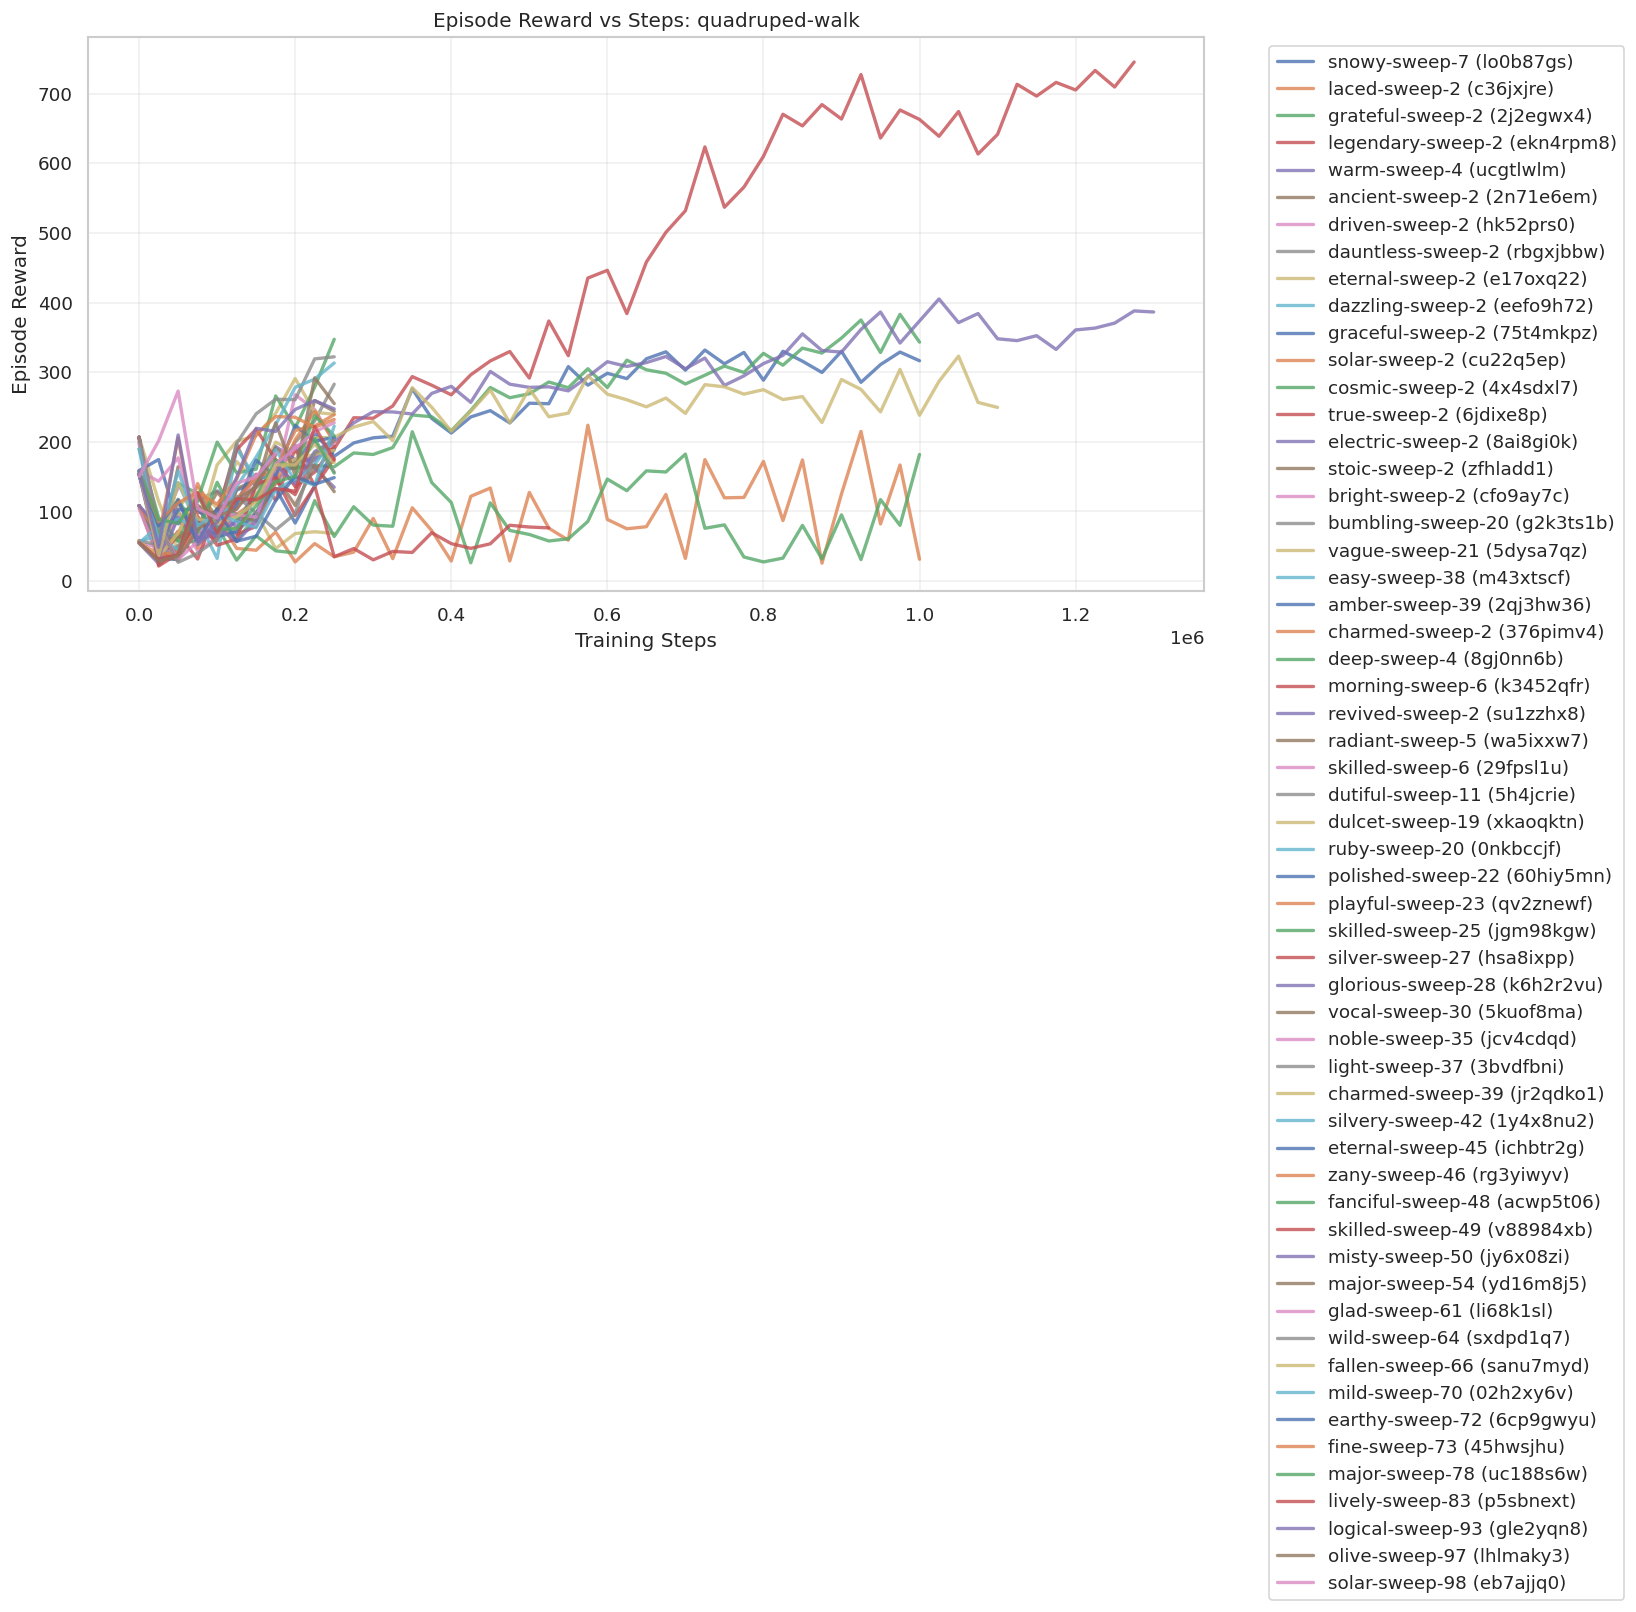 Episode Reward vs Steps: quadruped-walk
Episode Reward
700
600
500
400
300
200
100
0
0.0
0.2
0.4
0.6
0.8
1.0
1.2
1e6
Training Steps
snowy-sweep-7 (lo0b87gs)
laced-sweep-2 (c36jxjre)
grateful-sweep-2 (2j2egwx4)
legendary-sweep-2 (ekn4rpm8)
warm-sweep-4 (ucgtlwlm)
ancient-sweep-2 (2n71e6em)
driven-sweep-2 (hk52prs0)
dauntless-sweep-2 (rbgxjbbw)
eternal-sweep-2 (e17oxq22)
dazzling-sweep-2 (eefo9h72)
graceful-sweep-2 (75t4mkpz)
solar-sweep-2 (cu22q5ep)
cosmic-sweep-2 (4x4sdxl7)
true-sweep-2 (6jdixe8p)
electric-sweep-2 (8ai8gi0k)
stoic-sweep-2 (zfhladd1)
bright-sweep-2 (cfo9ay7c)
bumbling-sweep-20 (g2k3ts1b)
vague-sweep-21 (5dysa7qz)
easy-sweep-38 (m43xtscf)
amber-sweep-39 (2qj3hw36)
charmed-sweep-2 (376pimv4)
deep-sweep-4 (8gj0nn6b)
morning-sweep-6 (k3452qfr)
revived-sweep-2 (su1zzhx8)
radiant-sweep-5 (wa5ixxw7)
skilled-sweep-6 (29fpsl1u)
dutiful-sweep-11 (5h4jcrie)
dulcet-sweep-19 (xkaoqktn)
ruby-sweep-20 (0nkbccjf)
polished-sweep-22 (60hiy5mn)
playful-sweep-23 (qv2znewf)
skilled-sweep-25 (jgm98kgw)
silver-sweep-27 (hsa8ixpp)
glorious-sweep-28 (k6h2r2vu)
vocal-sweep-30 (5kuof8ma)
noble-sweep-35 (jcv4cdqd)
light-sweep-37 (3bvdfbni)
charmed-sweep-39 (jr2qdko1)
silvery-sweep-42 (1y4x8nu2)
eternal-sweep-45 (ichbtr2g)
zany-sweep-46 (rg3yiwyv)
fanciful-sweep-48 (acwp5t06)
skilled-sweep-49 (v88984xb)
misty-sweep-50 (jy6x08zi)
major-sweep-54 (yd16m8j5)
glad-sweep-61 (li68k1sl)
wild-sweep-64 (sxdpd1q7)
fallen-sweep-66 (sanu7myd)
mild-sweep-70 (02h2xy6v)
earthy-sweep-72 (6cp9gwyu)
fine-sweep-73 (45hwsjhu)
major-sweep-78 (uc188s6w)
lively-sweep-83 (p5sbnext)
logical-sweep-93 (gle2yqn8)
olive-sweep-97 (lhlmaky3)
solar-sweep-98 (eb7ajjq0)